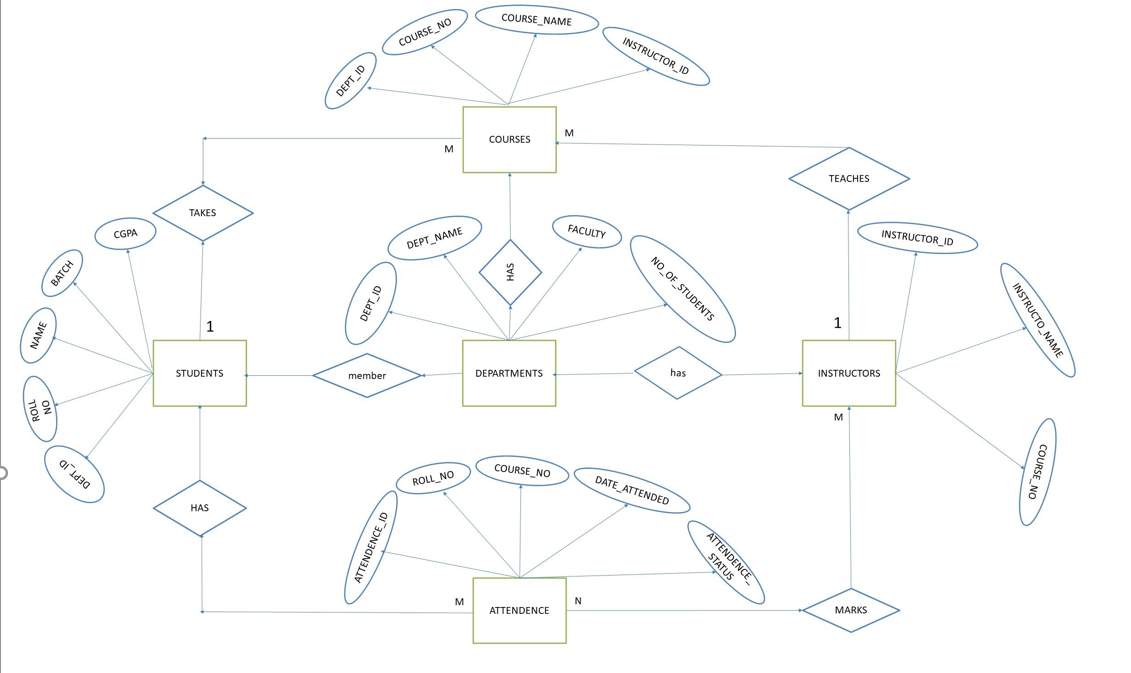 COURSE_NO
COURSE_NAME
INSTRUCTOR_ID
DEPT_ID
COURSES
M
M
TEACHES
TAKES
CGPA
DEPT_NAME
FACULTY
INSTRUCTOR_ID
BATCH
HAS
NO_OF_STUDENTS
DEPT_ID
INSTRUCTO_NAME
NAME
1
1
STUDENTS
member
DEPARTMENTS
has
INSTRUCTORS
ROLL
NO
M
DEPT_ID
COURSE_NO
HAS
ROLL_NO
COURSE_NO
DATE_ATTENDED
ATTENDENCE_ID
ATTENDENCE_
STATUS
M
N
ATTENDENCE
MARKS